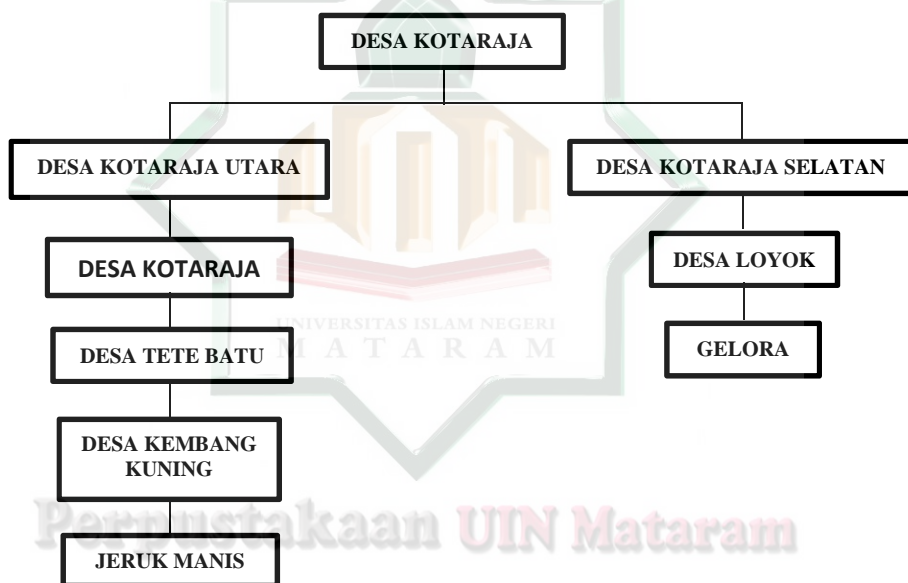 DESA KOTARAJA
DESA KOTARAJA UTARA
DESA KOTARAJA SELATAN
DESA KOTARAJA
DESA LOYOK
DESA TETE BATU
GELORA
DESA KEMBANG
KUNING
JERUK MANIS
UNIVERSITAS ISLAM NEGERI
MATARAM
Perpustakaan UIN Mataram